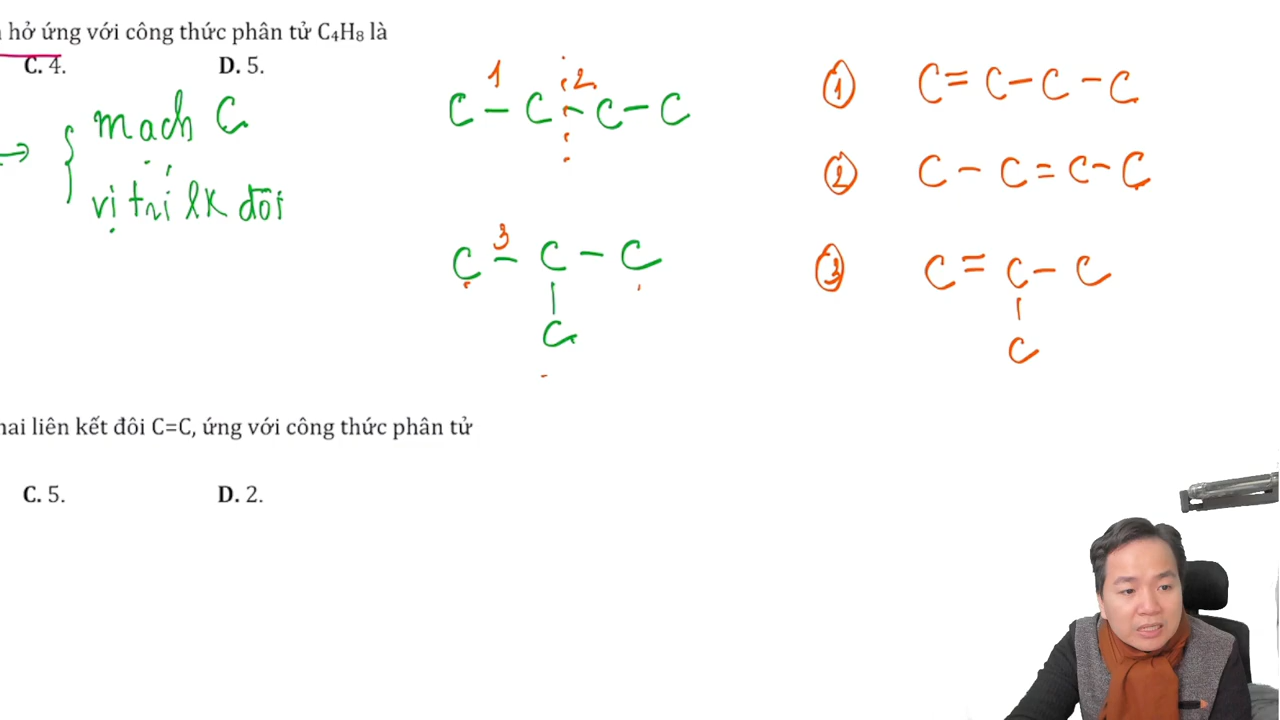 hở ứng với công thức phân tử C₄H₈ là
C. 4. D. 5.
mạch C
vị trí lk đôi
1 2
C - C - C - C
3
C - C - C
|
C
① C = C - C - C
② C - C = C - C
③ C = C - C
|
C
hai liên kết đôi C=C, ứng với công thức phân tử
C. 5. D. 2.